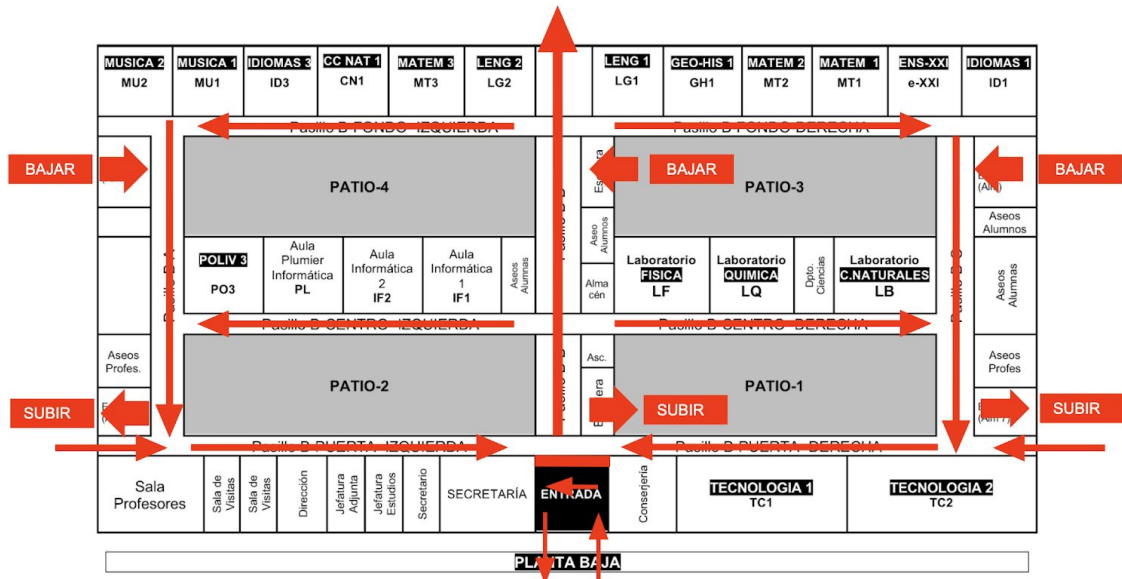 MUSICA 2
MU2
MUSICA 1
MU1
IDIOMAS 3
ID3
CC NAT 1
CN1
MATEM 3
MT3
LENG 2
LG2
LENG 1
LG1
GEO-HIS 1
GH1
MATEM 2
MT2
MATEM 1
MT1
ENS-XXI
e-XXI
IDIOMAS 1
ID1
Pasillo B-FONDO IZQUIERDA
Pasillo B-FONDO DERECHA
BAJAR
PATIO-4
BAJAR
PATIO-3
BAJAR
(Alm)
Aseo
Alumnos
Aseos
Alumnos
POLIV 3
PO3
Aula
Plumier
Informática
PL
Aula
Informática
2
IF2
Aula
Informática
1
IF1
Aseos
Alumnas
Alma
cén
Laboratorio
FISICA
LF
Laboratorio
QUIMICA
LQ
Dpto.
Ciencias
Laboratorio
C.NATURALES
LB
Aseos
Alumnas
Pasillo B-A
Pasillo B-B
Pasillo B-C
Pasillo B-CENTRO IZQUIERDA
Pasillo B-CENTRO DERECHA
Aseos
Profes.
PATIO-2
Asc.
PATIO-1
Aseos
Profes
SUBIR
SUBIR
SUBIR
Pasillo B-PUERTA IZQUIERDA
Pasillo B-PUERTA DERECHA
Sala
Profesores
Sala de
Visitas
Sala de
Visitas
Dirección
Jefatura
Adjunta
Jefatura
Estudios
Secretario
SECRETARÍA
ENTRADA
Conserjería
TECNOLOGIA 1
TC1
TECNOLOGIA 2
TC2
PLANTA BAJA